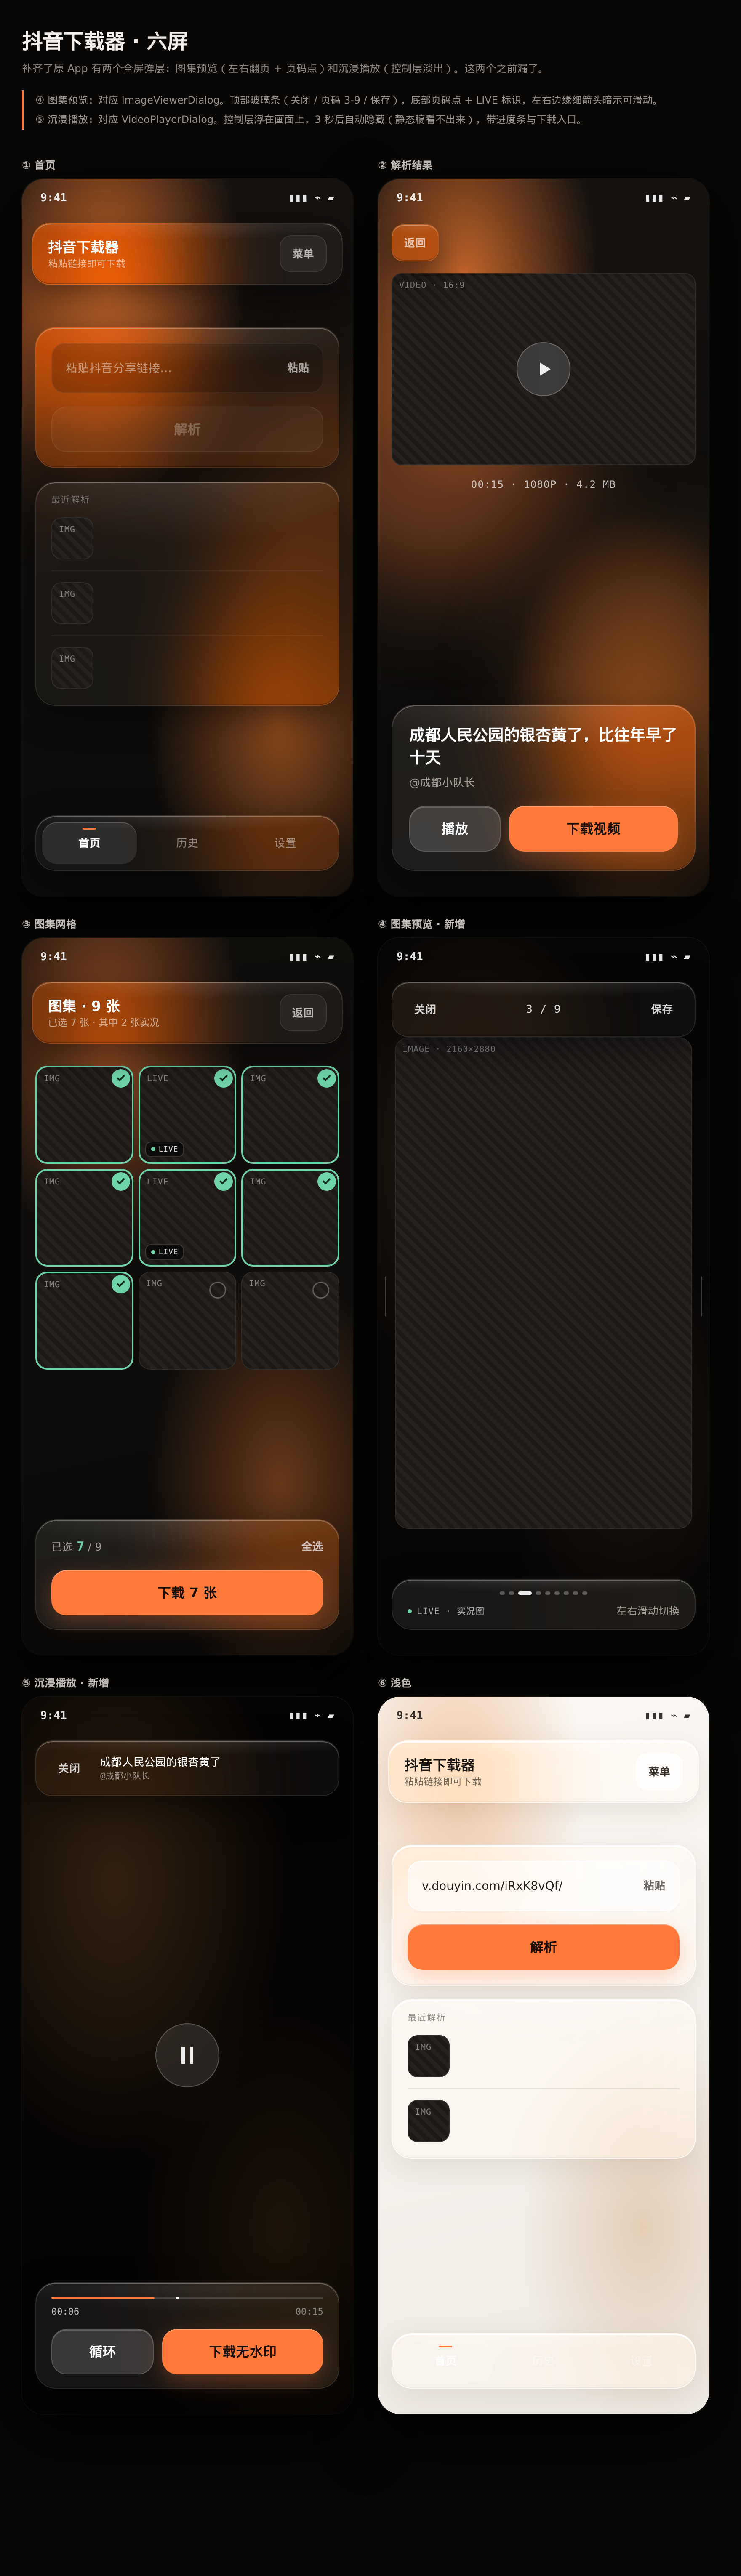 抖音下载器 · 六屏
补齐了原 App 有两个全屏弹层：图集预览（左右翻页 + 页码点）和沉浸播放（控制层淡出）。这两个之前漏了。
④ 图集预览：对应 ImageViewerDialog。顶部玻璃条（关闭 / 页码 3-9 / 保存），底部页码点 + LIVE 标识，左右边缘细箭头暗示可滑动。
⑤ 沉浸播放：对应 VideoPlayerDialog。控制层浮在画面上，3 秒后自动隐藏（静态稿看不出来），带进度条与下载入口。
① 首页
9:41
抖音下载器
粘贴链接即可下载
菜单
粘贴抖音分享链接…
粘贴
解析
最近解析
IMG
IMG
IMG
首页
历史
设置
② 解析结果
9:41
返回
VIDEO · 16:9
00:15 · 1080P · 4.2 MB
成都人民公园的银杏黄了，比往年早了
十天
@成都小队长
播放
下载视频
③ 图集网格
9:41
图集 · 9 张
已选 7 张 · 其中 2 张实况
返回
IMG
LIVE
IMG
LIVE
IMG
LIVE
IMG
LIVE
IMG
IMG
IMG
已选 7 / 9
全选
下载 7 张
④ 图集预览 · 新增
9:41
关闭
3 / 9
保存
IMAGE · 2160×2880
LIVE · 实况图
左右滑动切换
⑤ 沉浸播放 · 新增
9:41
关闭
成都人民公园的银杏黄了
@成都小队长
00:06
00:15
循环
下载无水印
⑥ 浅色
9:41
抖音下载器
粘贴链接即可下载
菜单
v.douyin.com/iRxK8vQf/
粘贴
解析
最近解析
IMG
IMG
首页